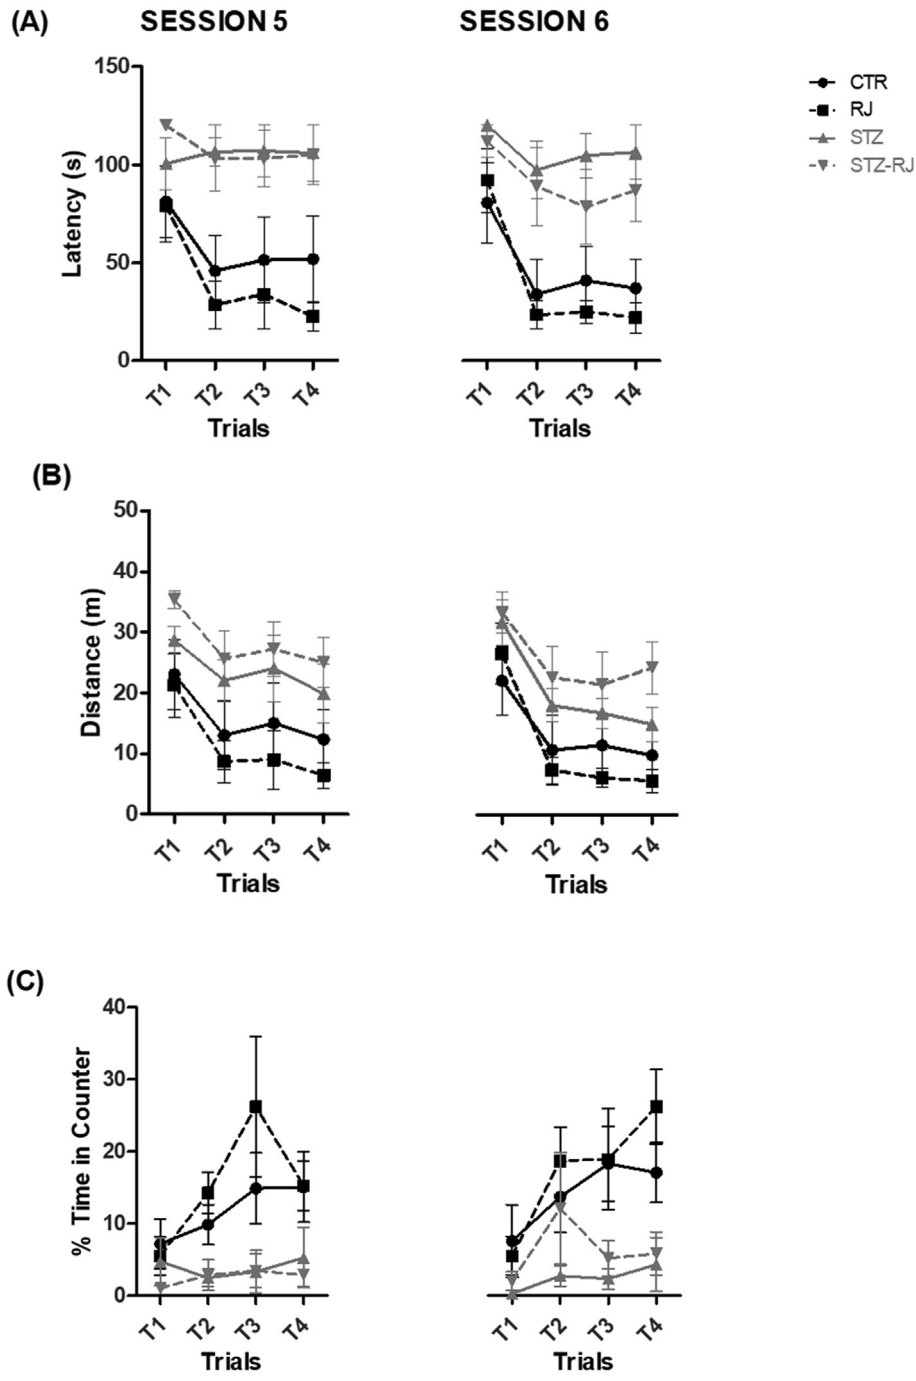 (A)
SESSION 5
SESSION 6
CTR
RJ
STZ
STZ-RJ
Latency (s)
150
100
50
0
T1 T2 T3 T4
Trials
T1 T2 T3 T4
Trials
(B)
Distance (m)
50
40
30
20
10
0
T1 T2 T3 T4
Trials
T1 T2 T3 T4
Trials
(C)
% Time in Counter
40
30
20
10
0
T1 T2 T3 T4
Trials
T1 T2 T3 T4
Trials